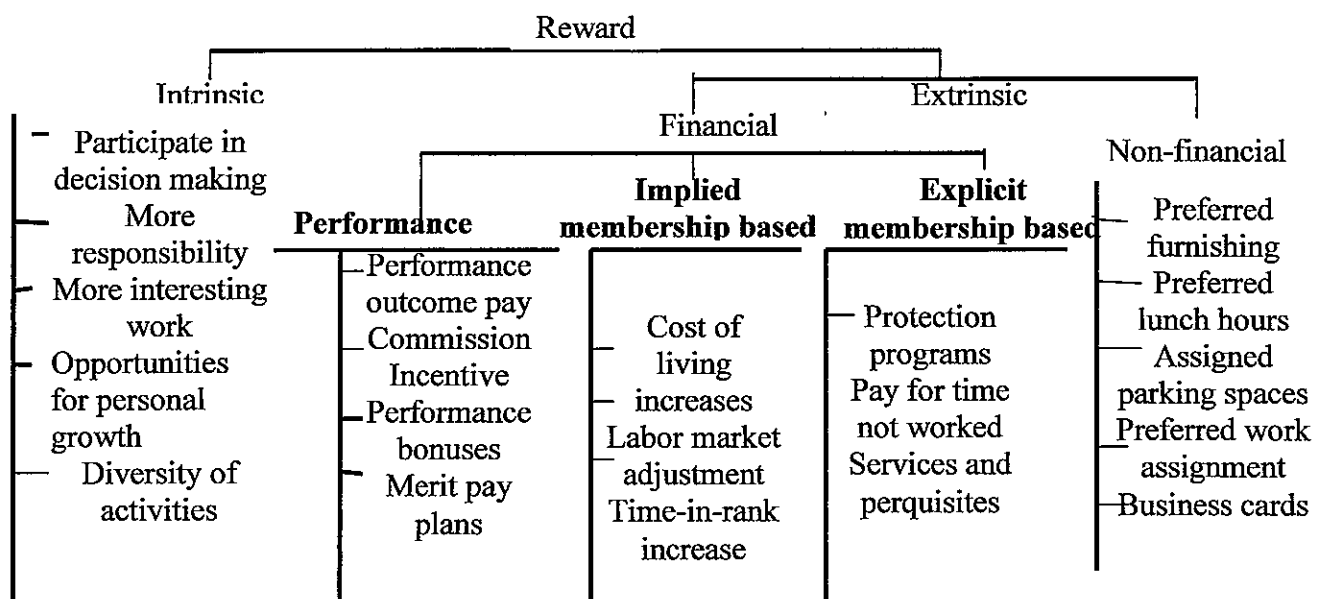 Reward
Intrinsic
Extrinsic
Financial
Non-financial
Participate in
decision making
More
responsibility
More interesting
work
Opportunities
for personal
growth
Diversity of
activities
Performance
Performance
outcome pay
Commission
Incentive
Performance
bonuses
Merit pay
plans
Implied
membership based
Cost of
living
increases
Labor market
adjustment
Time-in-rank
increase
Explicit
membership based
Protection
programs
Pay for time
not worked
Services and
perquisites
Preferred
furnishing
Preferred
lunch hours
Assigned
parking spaces
Preferred work
assignment
Business cards